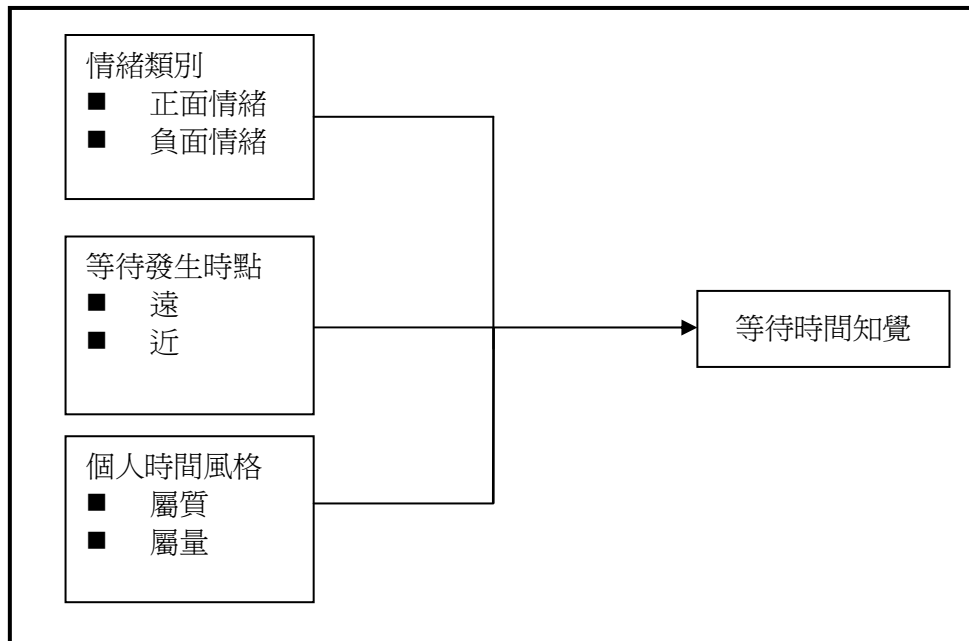 情緒類別
■ 正面情緒
■ 負面情緒
等待發生時點
■ 遠
■ 近
個人時間風格
■ 屬質
■ 屬量
等待時間知覺